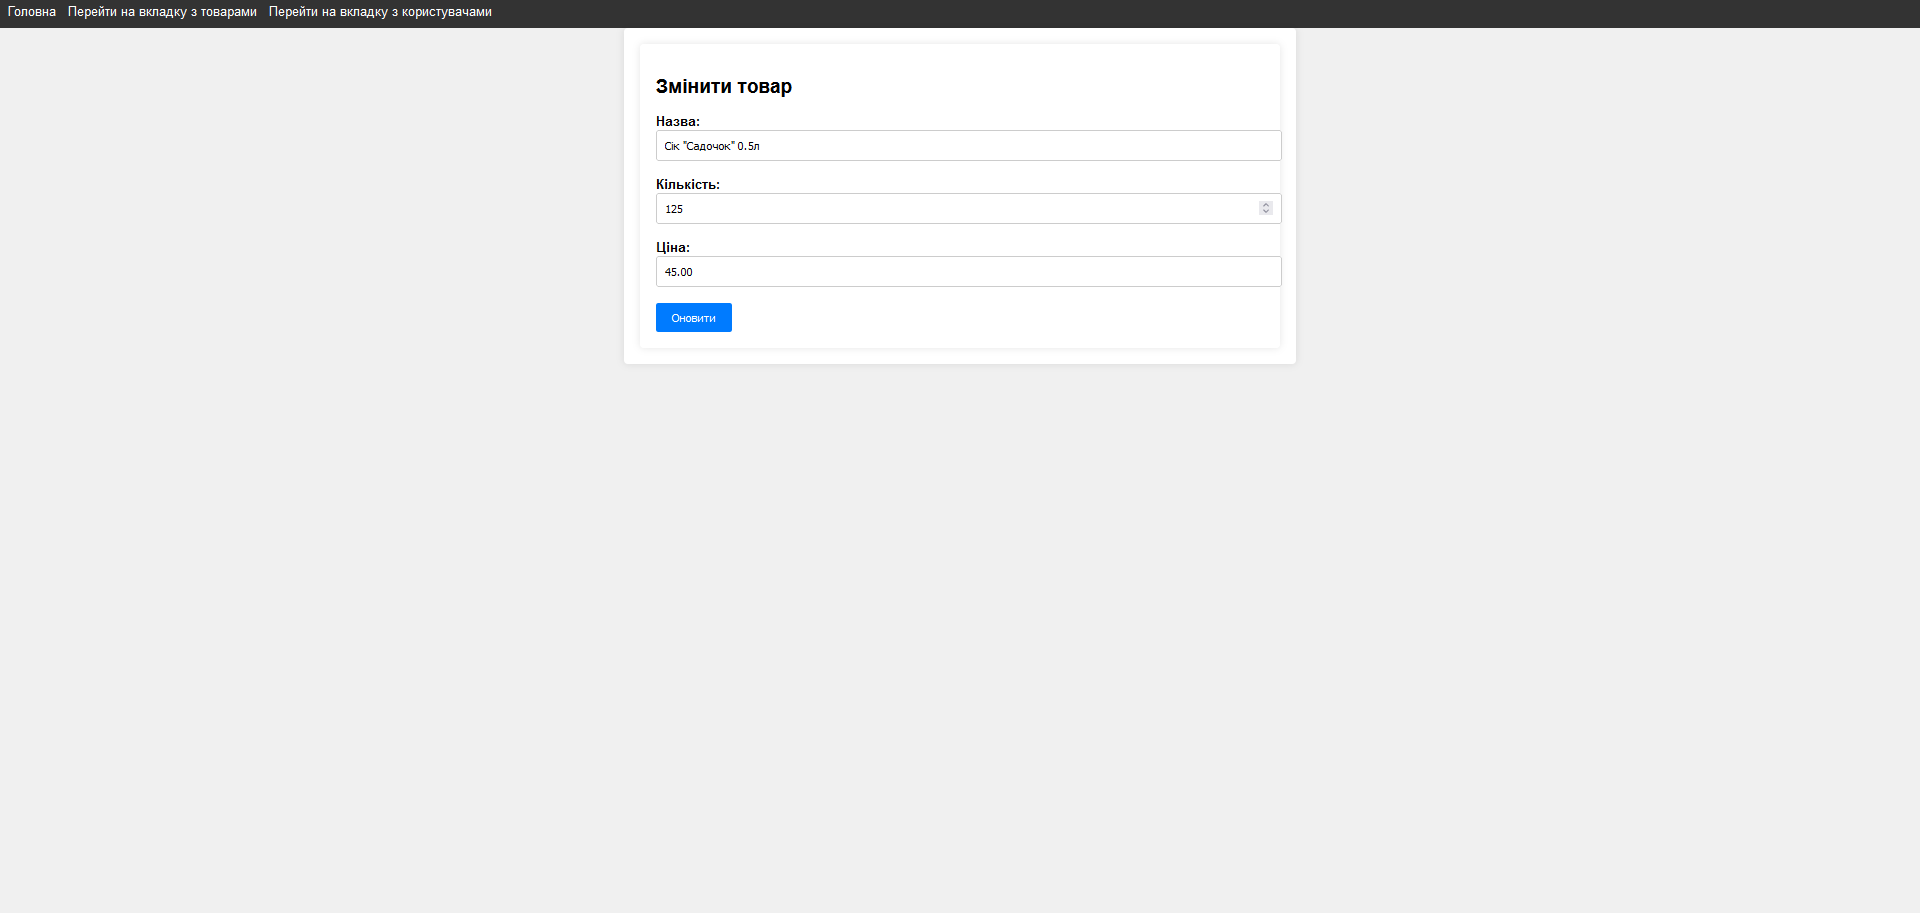 Головна Перейти на вкладку з товарами Перейти на вкладку з користувачами
Змінити товар
Назва:
Сік "Садочок" 0.5л
Кількість:
125
Ціна:
45.00
Оновити